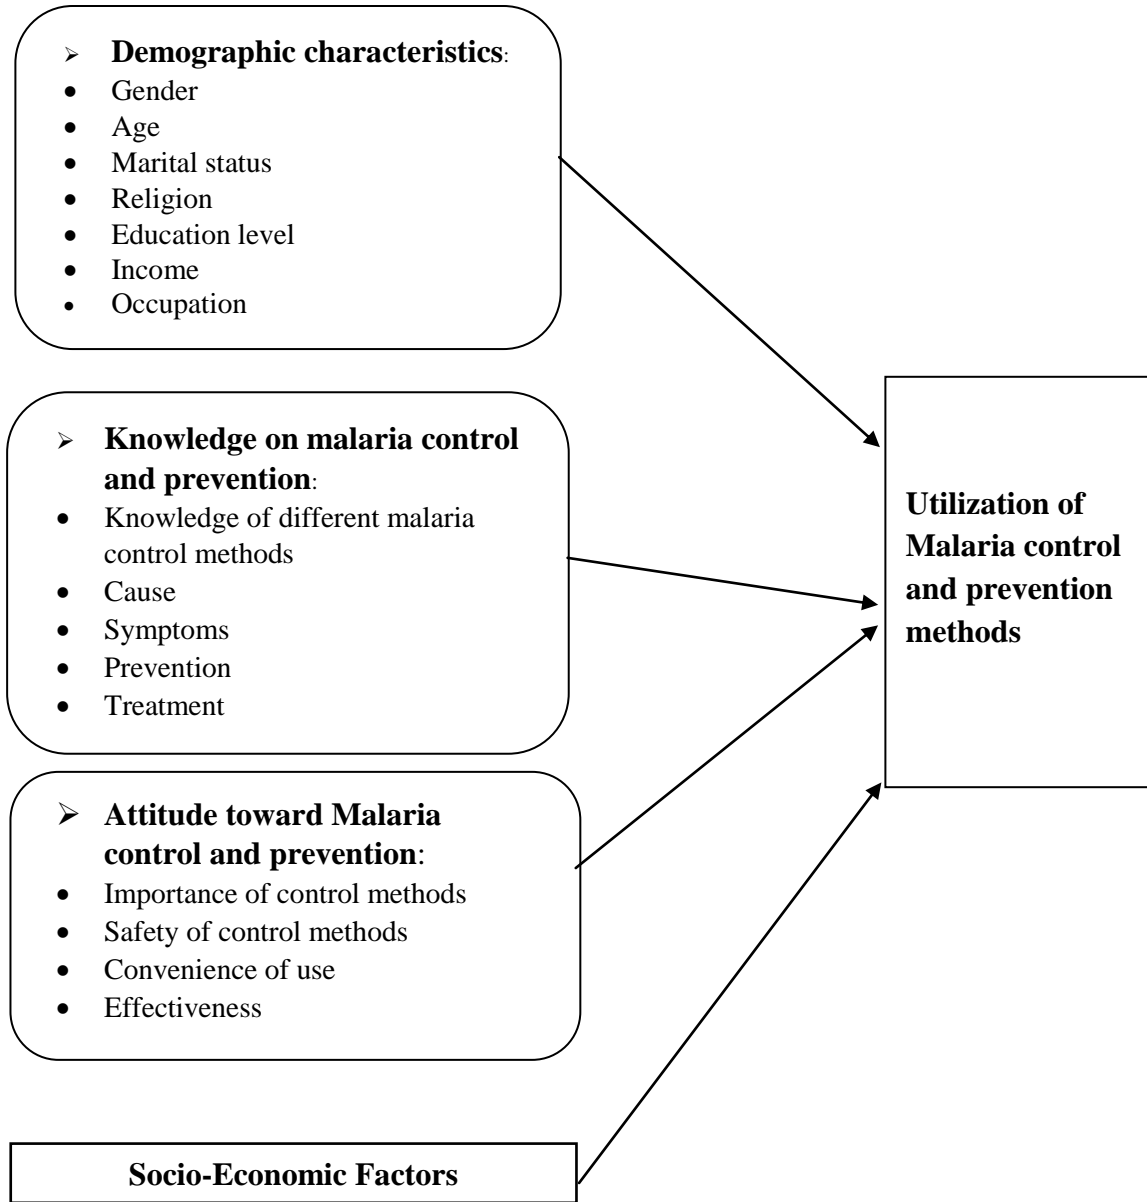 ➢ Demographic characteristics:
• Gender
• Age
• Marital status
• Religion
• Education level
• Income
• Occupation
➢ Knowledge on malaria control
and prevention:
• Knowledge of different malaria
control methods
• Cause
• Symptoms
• Prevention
• Treatment
➢ Attitude toward Malaria
control and prevention:
• Importance of control methods
• Safety of control methods
• Convenience of use
• Effectiveness
Socio-Economic Factors
Utilization of
Malaria control
and prevention
methods